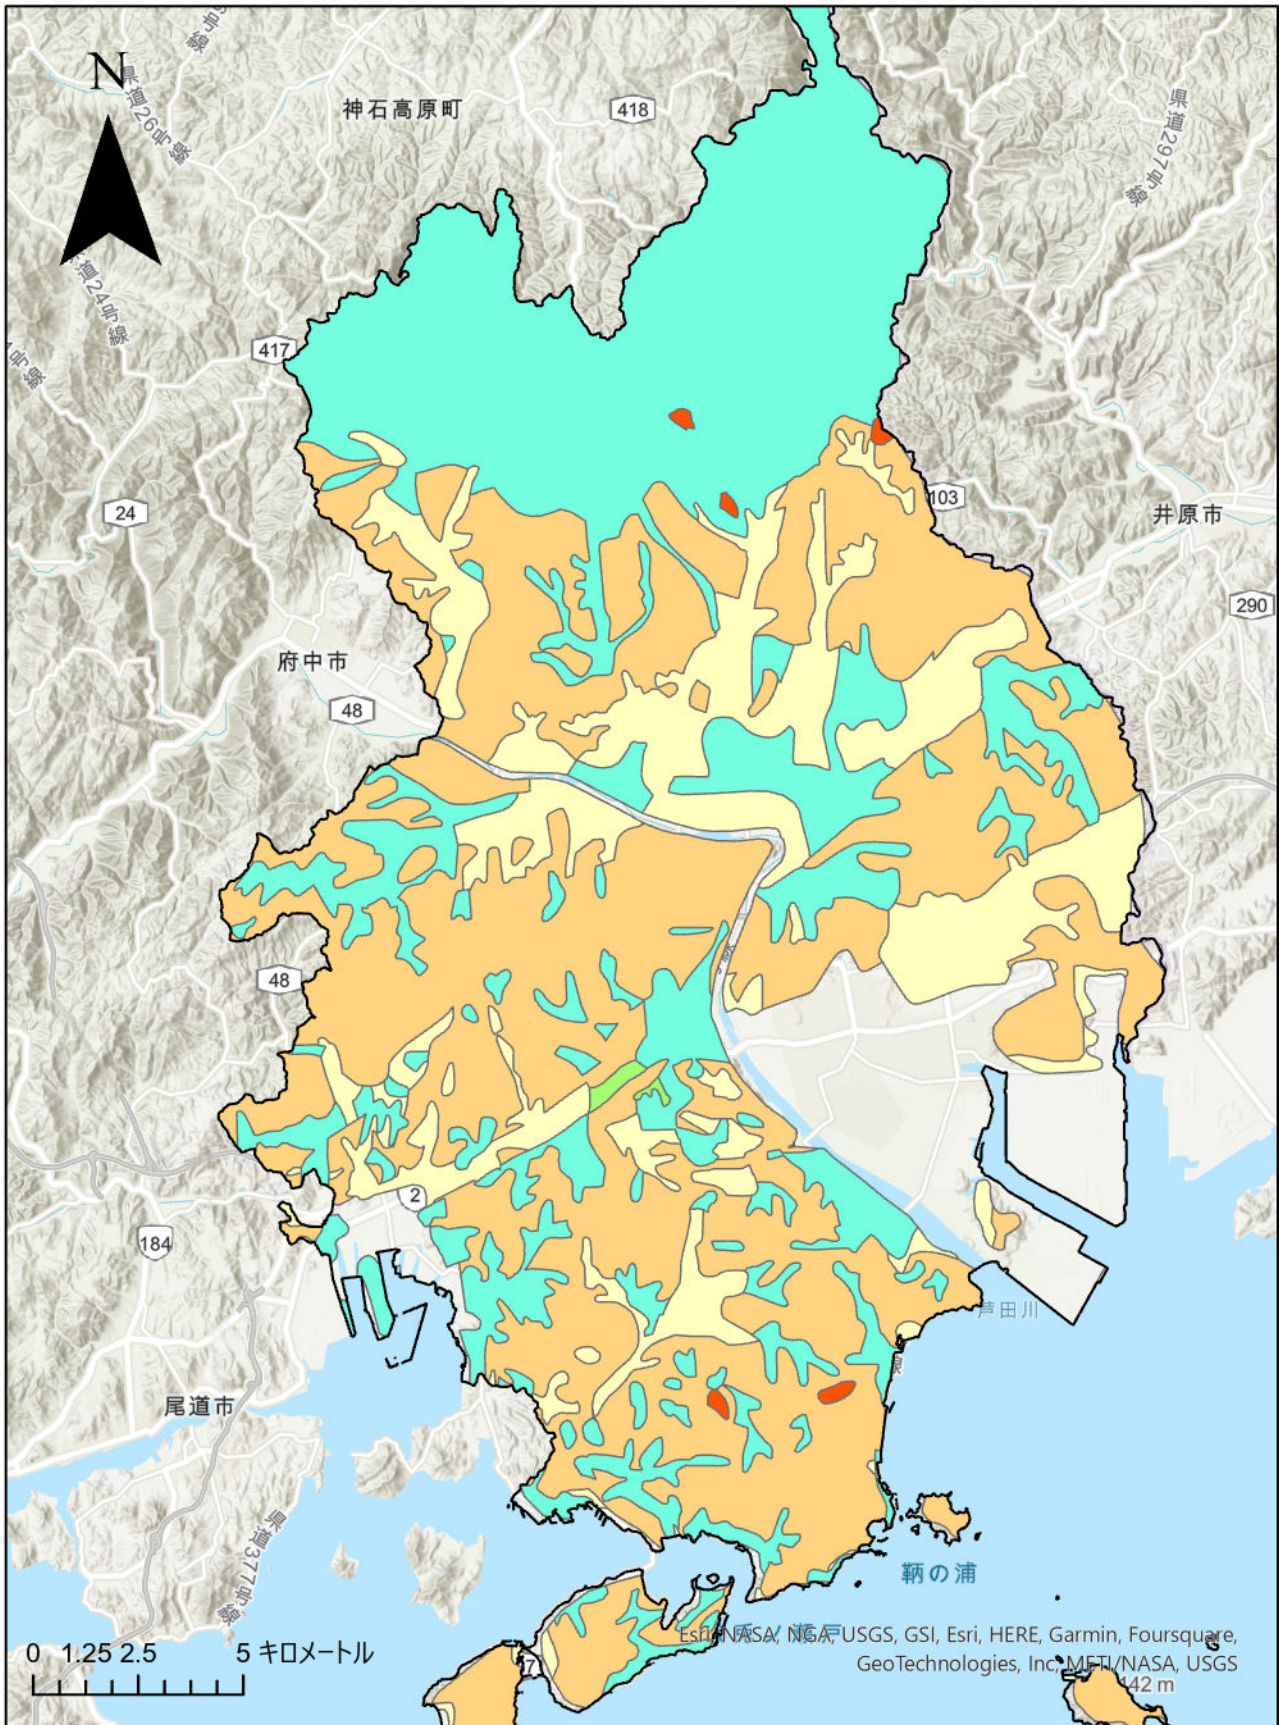 N
県道26号線
神石高原町
418
県道297号線
県道24号線
417
号線
24
103
井原市
290
府中市
48
48
2
184
芦田川
尾道市
県道377号線
鞆の浦
0 1.25 2.5 5 キロメートル
Esri, NASA, NGA, USGS, GSI, Esri, HERE, Garmin, Foursquare,
GeoTechnologies, Inc, METI/NASA, USGS
142 m